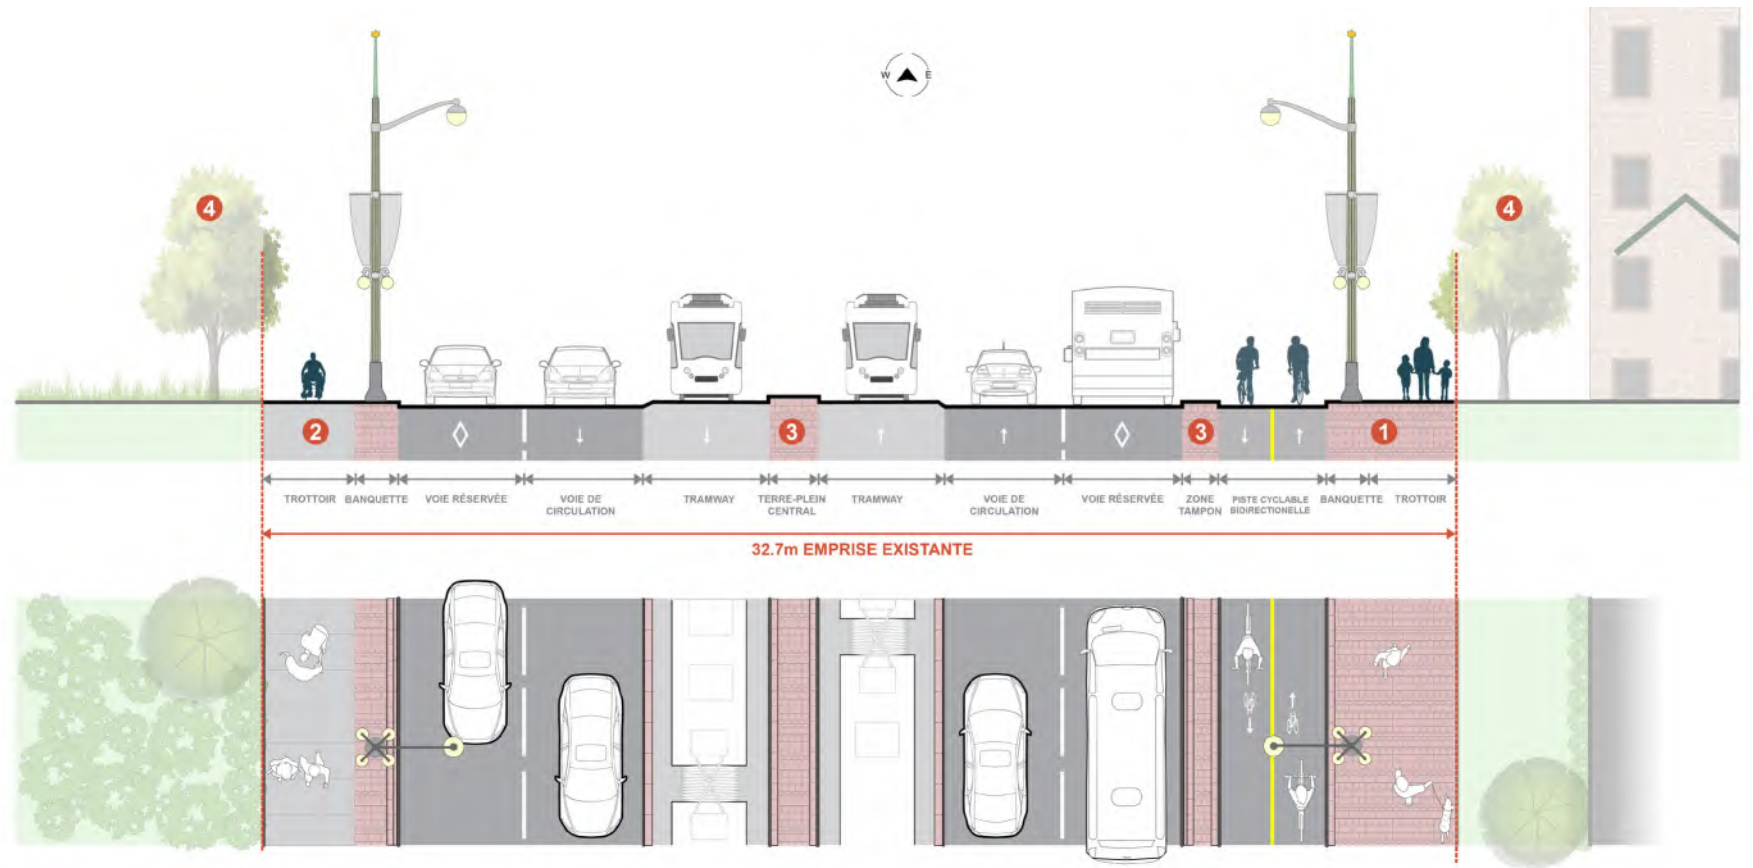 W E
4
4
2
3
3
1
TROTTOIR
BANQUETTE
VOIE RÉSERVÉE
VOIE DE
CIRCULATION
TRAMWAY
TERRE-PLEIN
CENTRAL
TRAMWAY
VOIE DE
CIRCULATION
VOIE RÉSERVÉE
ZONE
TAMPON
PISTE CYCLABLE
BIDIRECTIONELLE
BANQUETTE
TROTTOIR
32.7m EMPRISE EXISTANTE